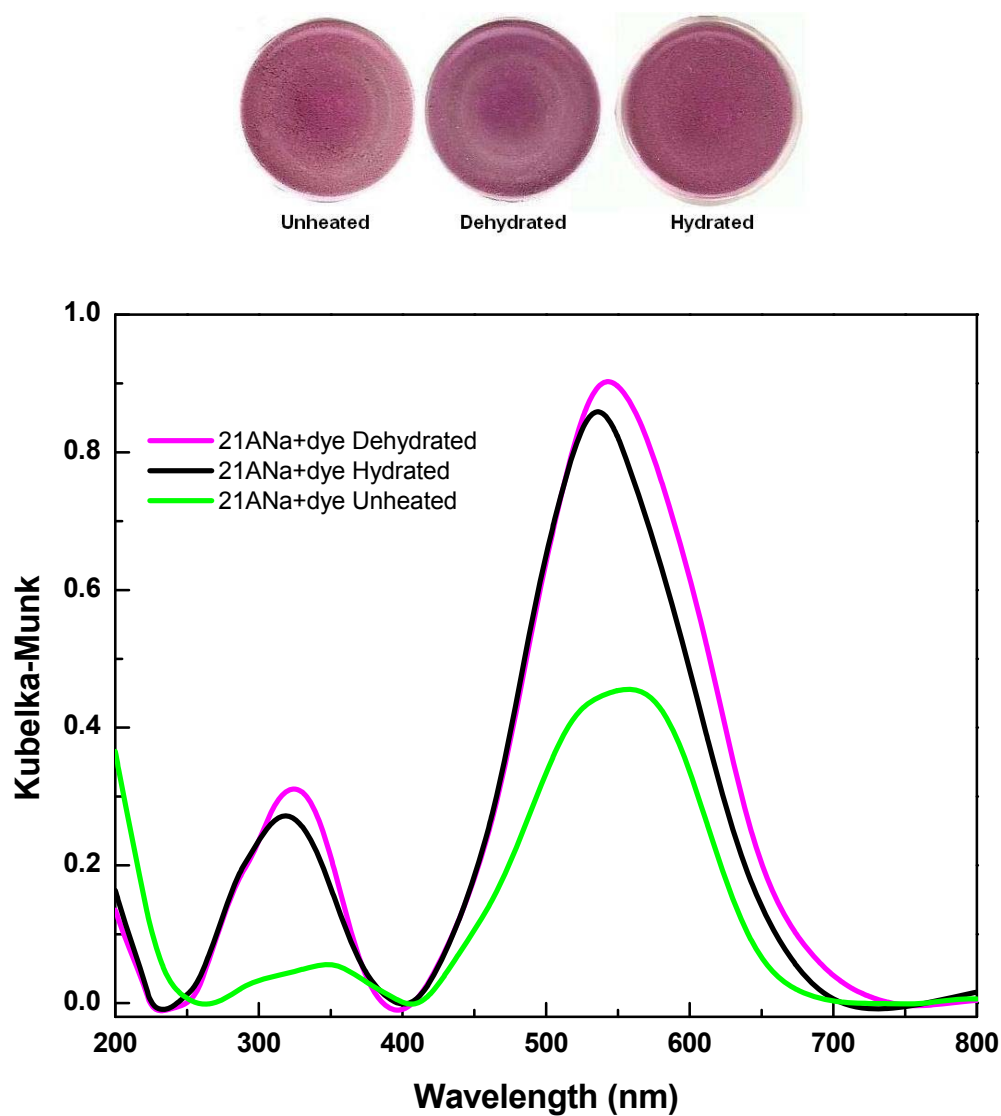 Unheated Dehydrated Hydrated
1.0
0.8
0.6
0.4
0.2
0.0
Kubelka-Munk
21ANa+dye Dehydrated
21ANa+dye Hydrated
21ANa+dye Unheated
200 300 400 500 600 700 800
Wavelength (nm)